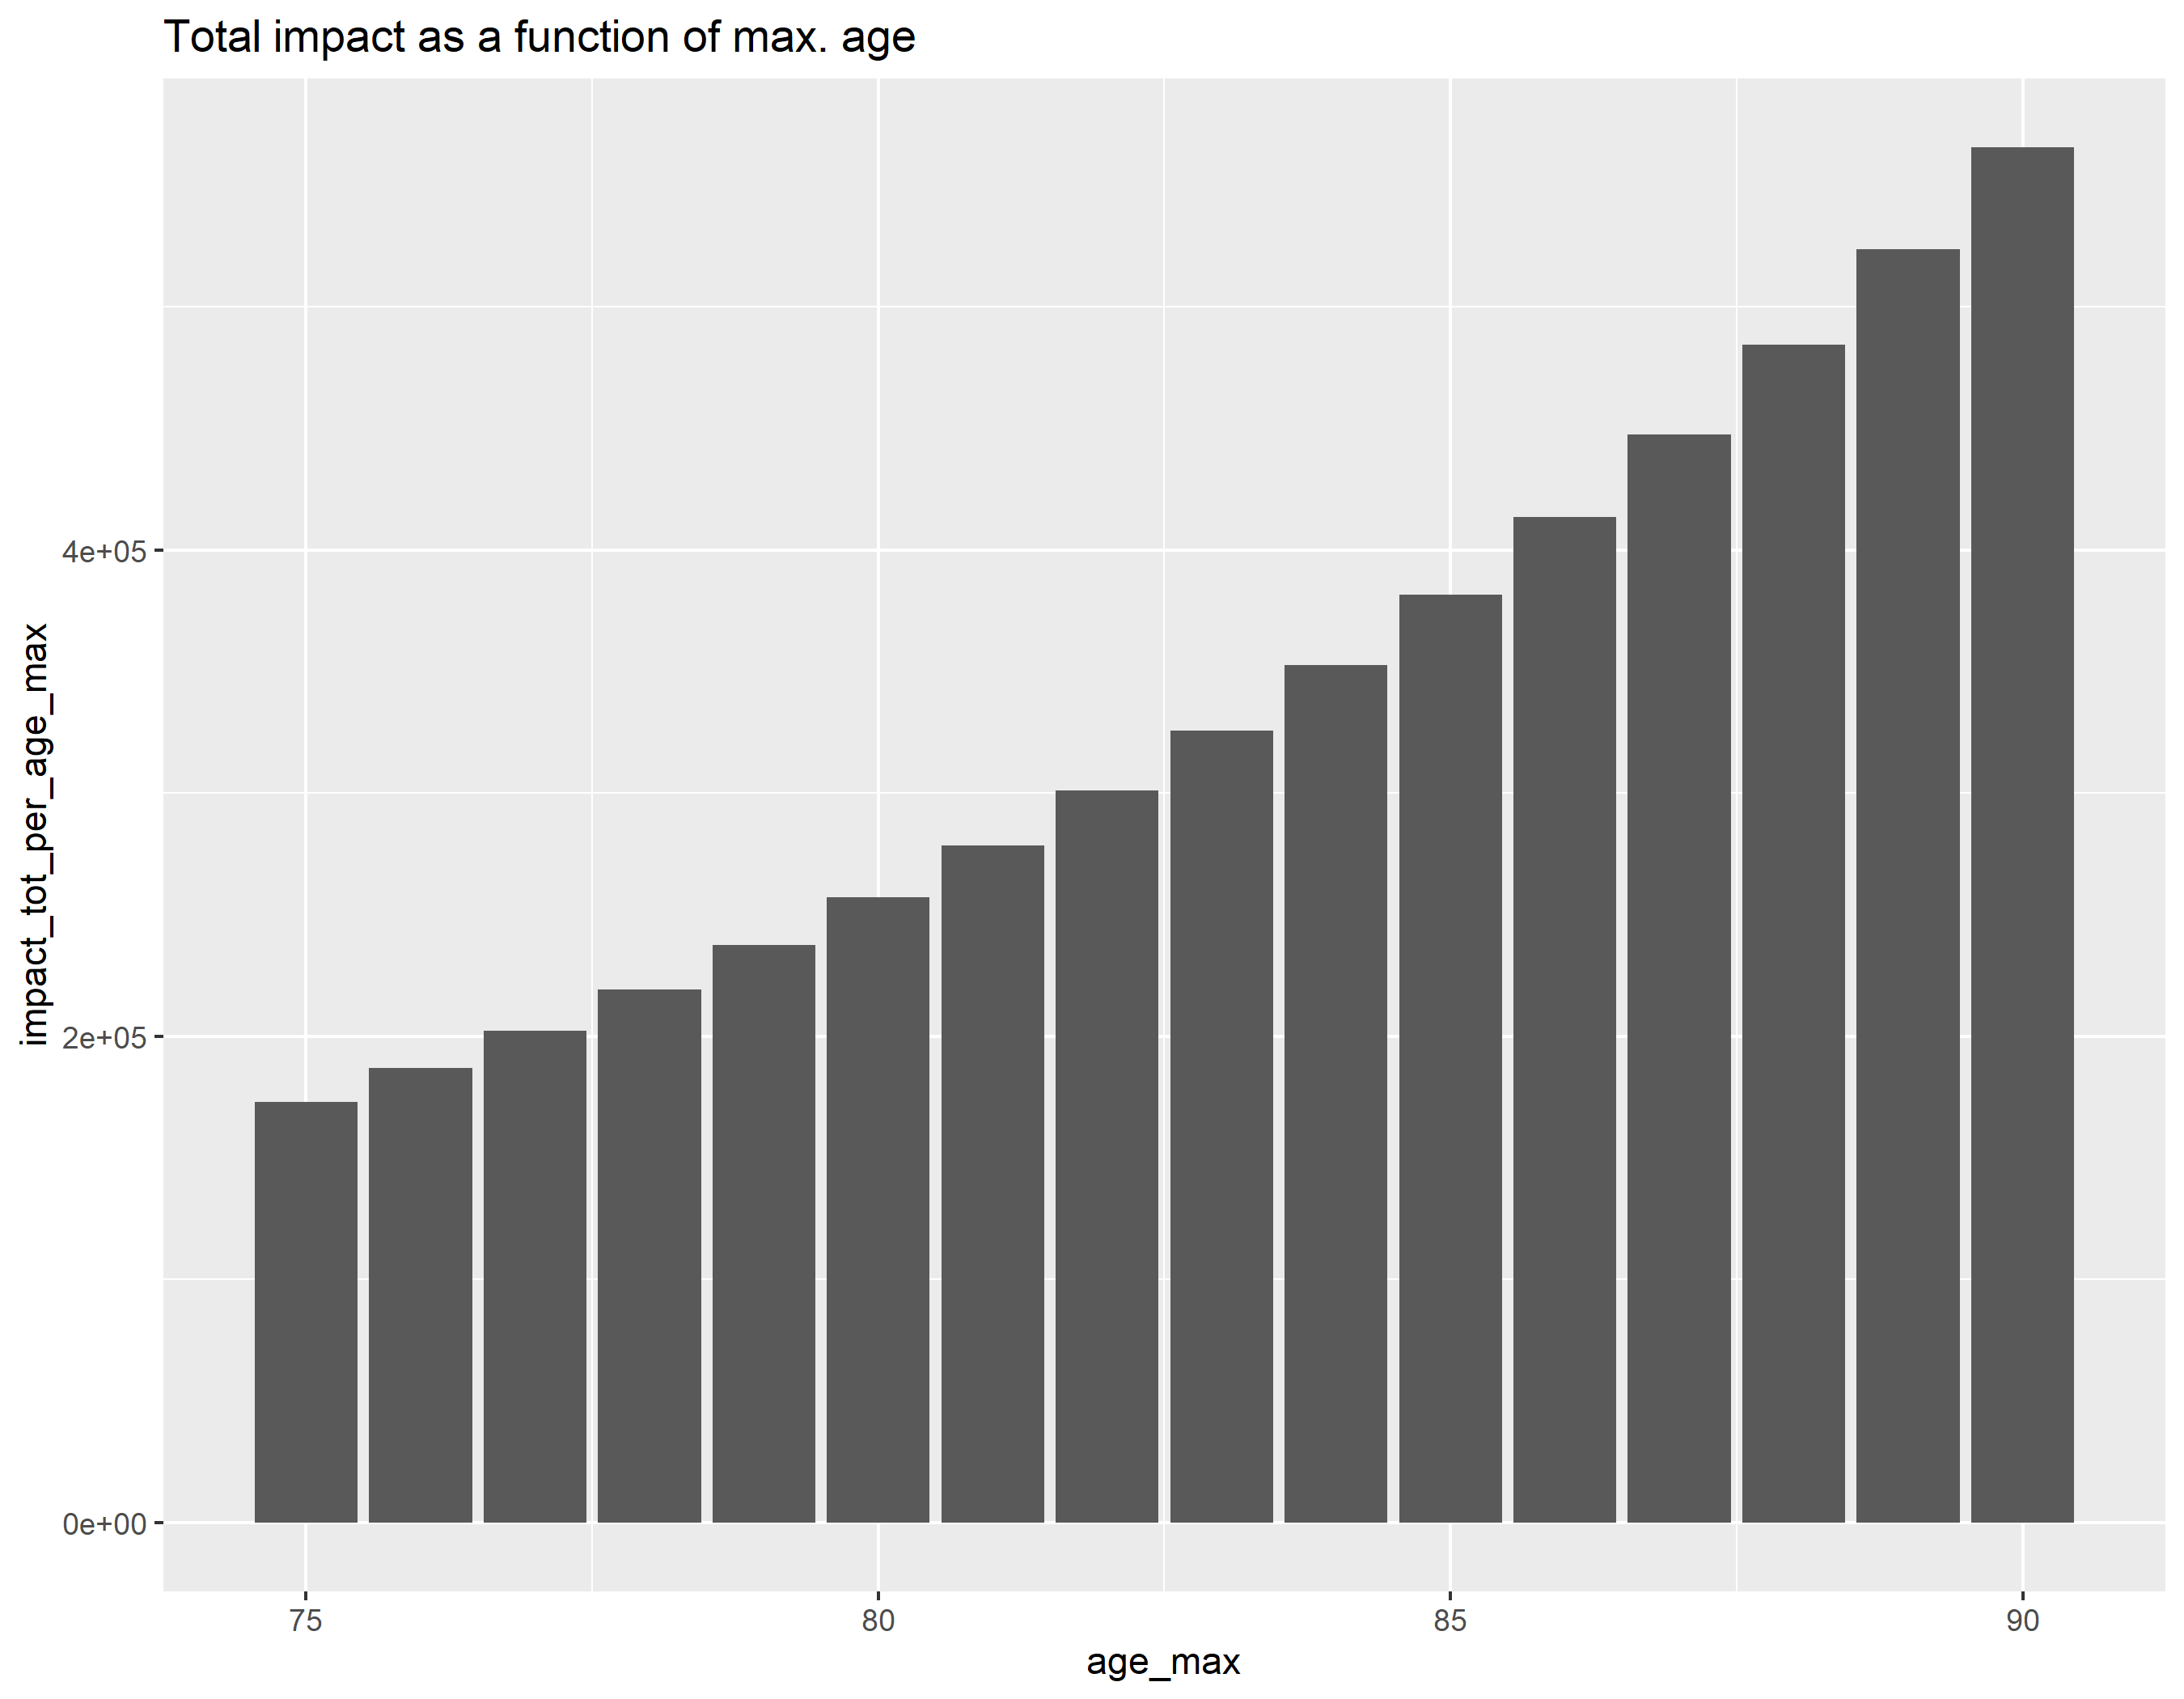 Total impact as a function of max. age
impact_tot_per_age_max
4e+05
2e+05
0e+00
75 80 85 90
age_max